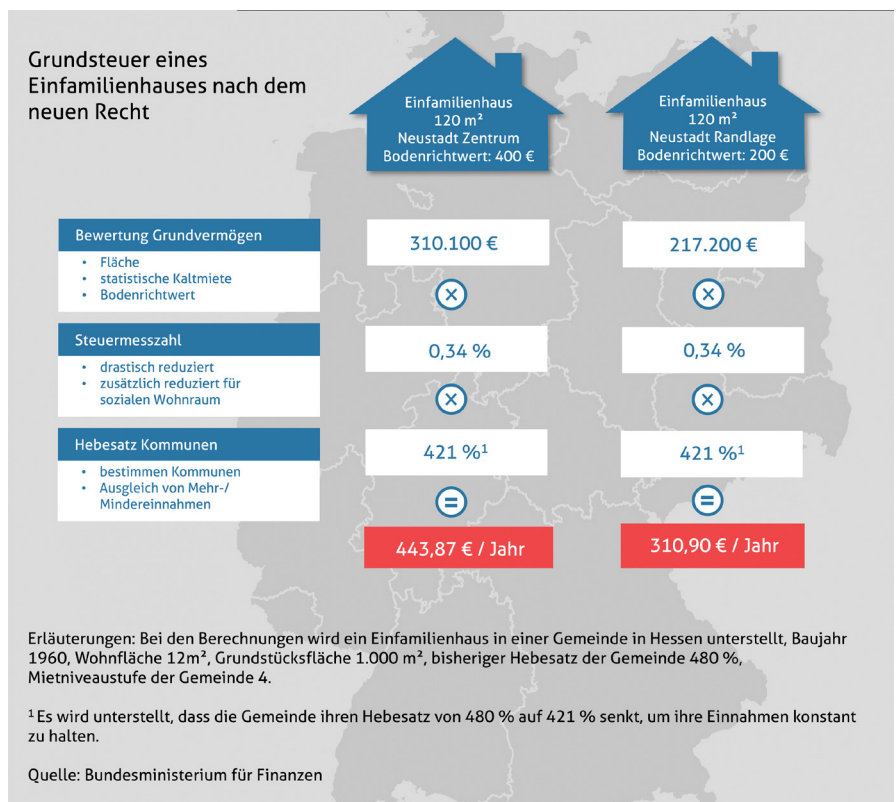 Grundsteuer eines
Einfamilienhauses nach dem
neuen Recht
Einfamilienhaus
120 m²
Neustadt Zentrum
Bodenrichtwert: 400 €
Einfamilienhaus
120 m²
Neustadt Randlage
Bodenrichtwert: 200 €
Bewertung Grundvermögen
• Fläche
• statistische Kaltmiete
• Bodenrichtwert
310.100 €
217.200 €
x
x
Steuermesszahl
• drastisch reduziert
• zusätzlich reduziert für
sozialen Wohnraum
0,34 %
0,34 %
x
x
Hebesatz Kommunen
• bestimmen Kommunen
• Ausgleich von Mehr-/
Mindereinnahmen
421 %¹
421 %¹
=
=
443,87 € / Jahr
310,90 € / Jahr
Erläuterungen: Bei den Berechnungen wird ein Einfamilienhaus in einer Gemeinde in Hessen unterstellt, Baujahr
1960, Wohnfläche 12m², Grundstücksfläche 1.000 m², bisheriger Hebesatz der Gemeinde 480 %,
Mietniveaustufe der Gemeinde 4.
¹ Es wird unterstellt, dass die Gemeinde ihren Hebesatz von 480 % auf 421 % senkt, um ihre Einnahmen konstant
zu halten.
Quelle: Bundesministerium für Finanzen